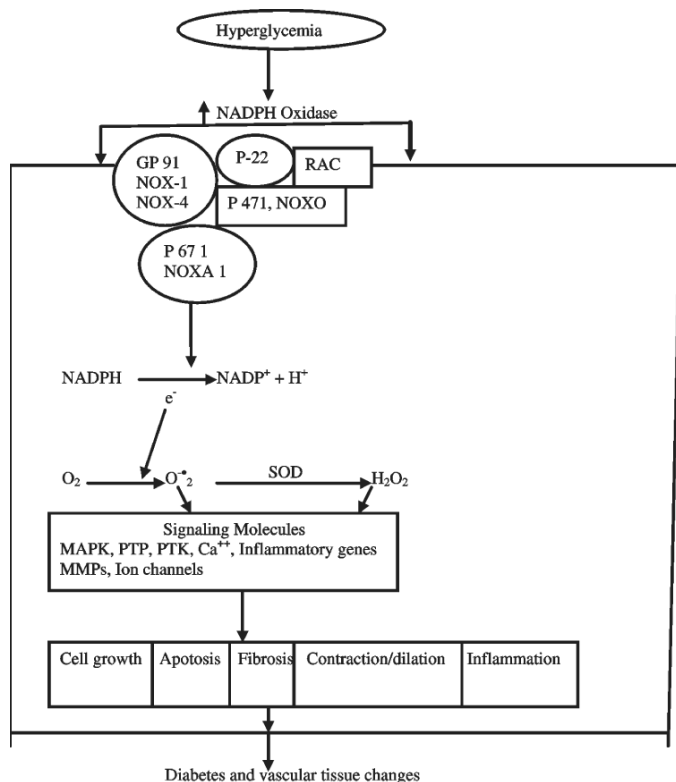 Hyperglycemia
NADPH Oxidase
GP 91
NOX-1
NOX-4
P-22
RAC
P 471, NOXO
P 67 1
NOXA 1
NADPH NADP⁺ + H⁺
e⁻
O₂ O⁻•₂ SOD H₂O₂
Signaling Molecules
MAPK, PTP, PTK, Ca⁺⁺, Inflammatory genes
MMPs, Ion channels
Cell growth Apotosis Fibrosis Contraction/dilation Inflammation
Diabetes and vascular tissue changes